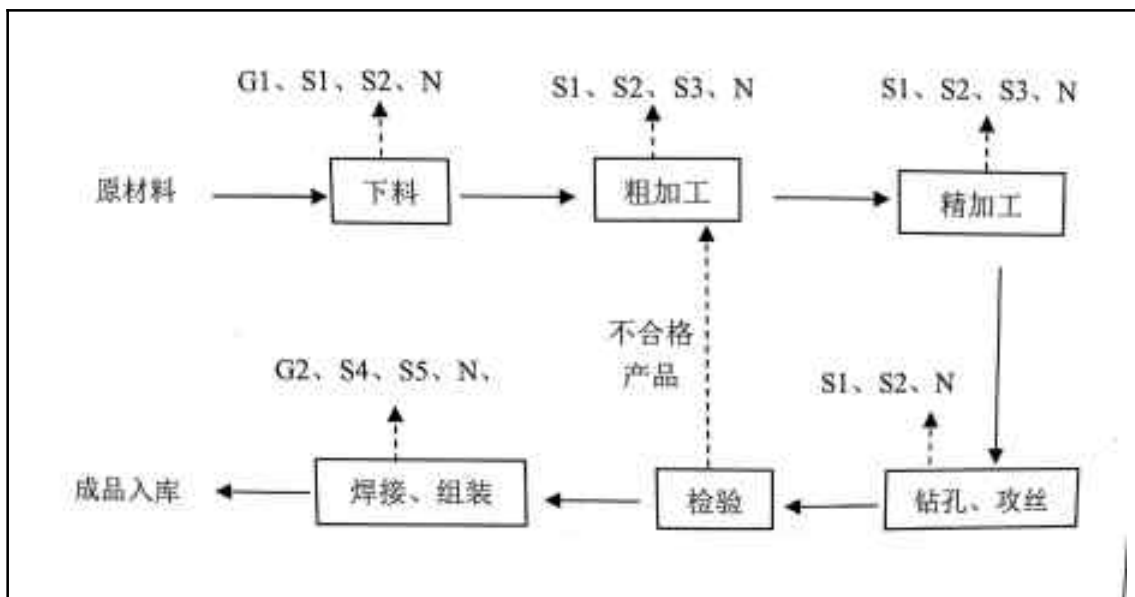 G1、S1、S2、N
S1、S2、S3、N
S1、S2、S3、N
原材料
下料
粗加工
精加工
不合格
产品
G2、S4、S5、N、
S1、S2、N
成品入库
焊接、组装
检验
钻孔、攻丝